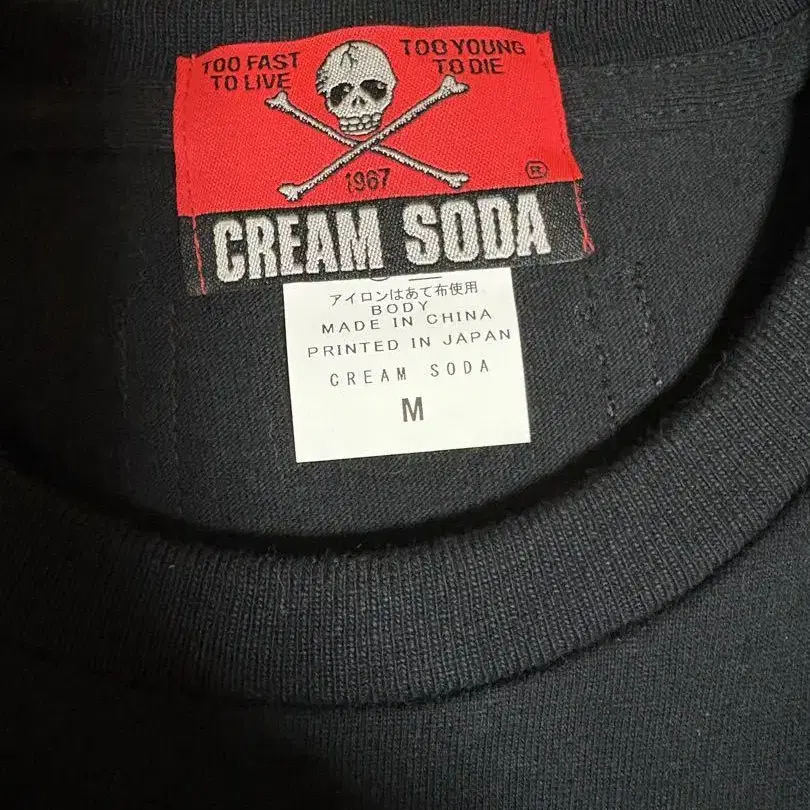 TOO FAST
TO LIVE
TOO YOUNG
TO DIE
1967
®
CREAM SODA
アイロンはあて布使用
BODY
MADE IN CHINA
PRINTED IN JAPAN
CREAM SODA
M